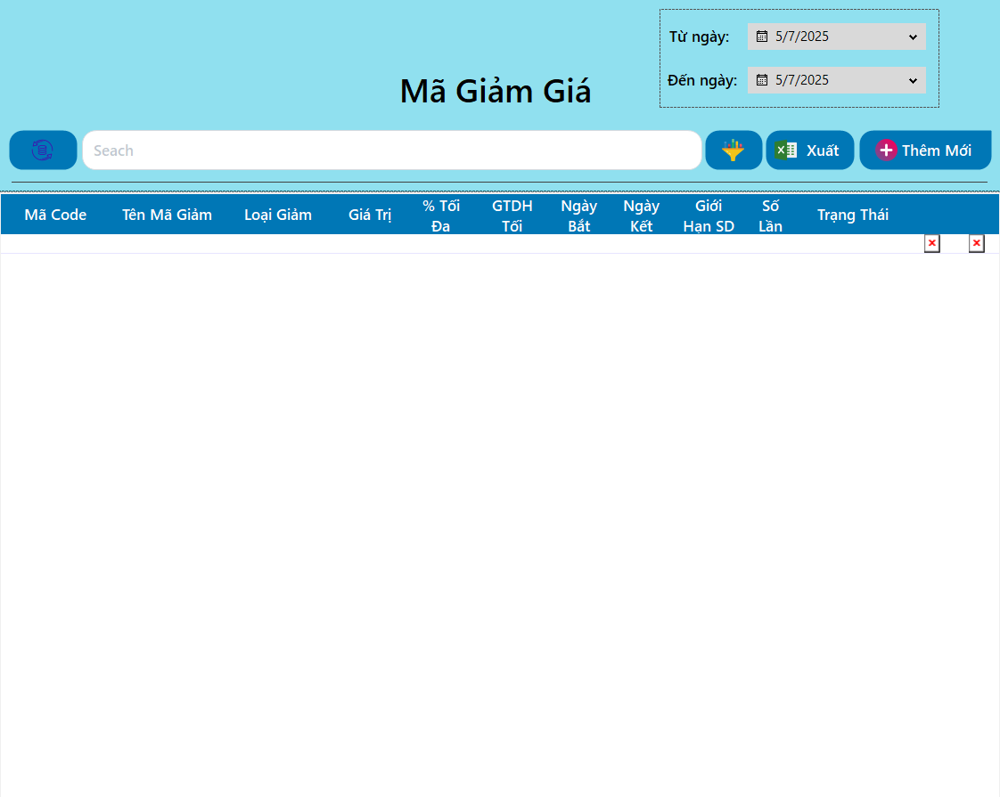 Từ ngày:
5/7/2025
Đến ngày:
5/7/2025
Mã Giảm Giá
Seach
Xuất
Thêm Mới
Mã Code
Tên Mã Giảm
Loại Giảm
Giá Trị
% Tối
Đa
GTDH
Tối
Ngày
Bắt
Ngày
Kết
Giới
Hạn SD
Số
Lần
Trạng Thái